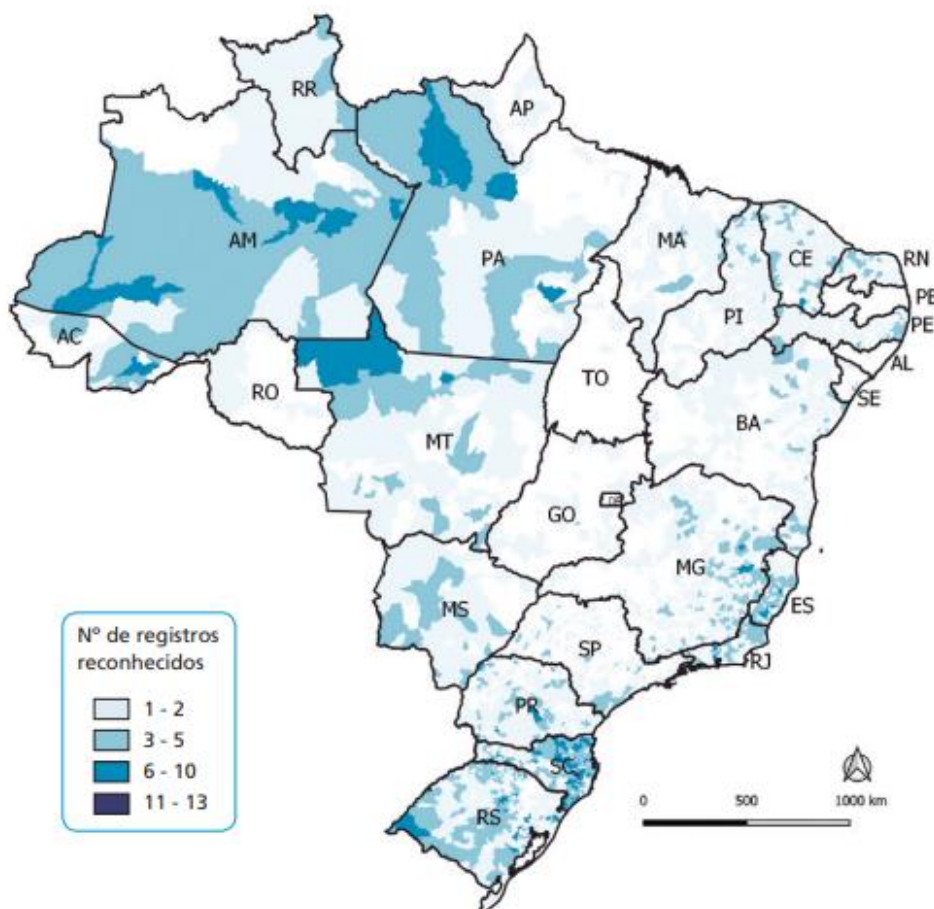 RR
AP
AM
PA
MA
CE
RN
PB
PI
PE
AC
AL
TO
RO
SE
BA
MT
DF
GO
MG
ES
MS
SP
RJ
PR
SC
RS
Nº de registros
reconhecidos
1 - 2
3 - 5
6 - 10
11 - 13
0 500 1000 km